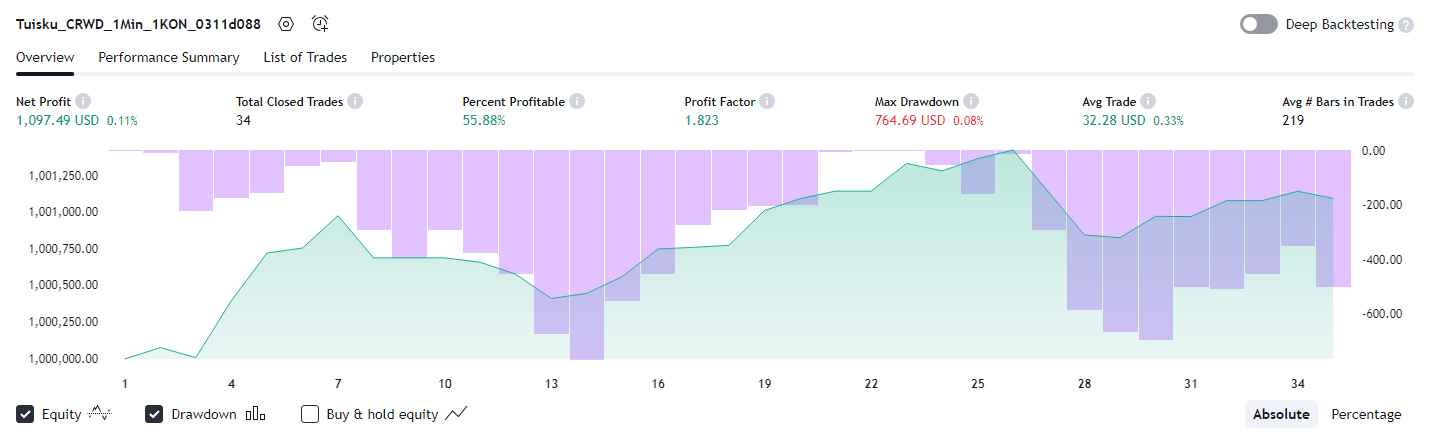 Tuisku_CRWD_1Min_1KON_0311d088
Deep Backtesting ?
Overview Performance Summary List of Trades Properties
Net Profit Total Closed Trades Percent Profitable Profit Factor Max Drawdown Avg Trade Avg # Bars in Trades
1,097.49 USD 0.11% 34 55.88% 1.823 764.69 USD 0.08% 32.28 USD 0.33% 219
0.00
1,001,250.00
1,001,000.00 -200.00
1,000,750.00
-400.00
1,000,500.00
1,000,250.00 -600.00
1,000,000.00
1 4 7 10 13 16 19 22 25 28 31 34
Equity Drawdown Buy & hold equity Absolute Percentage